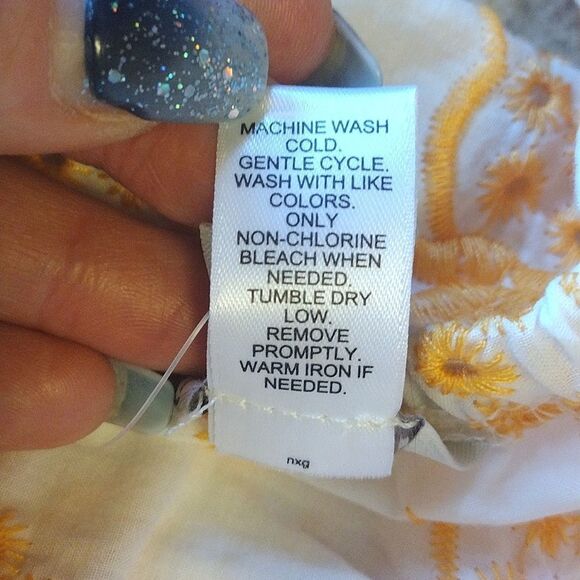 MACHINE WASH
COLD.
GENTLE CYCLE.
WASH WITH LIKE
COLORS.
ONLY
NON-CHLORINE
BLEACH WHEN
NEEDED.
TUMBLE DRY
LOW.
REMOVE
PROMPTLY.
WARM IRON IF
NEEDED.
nxg